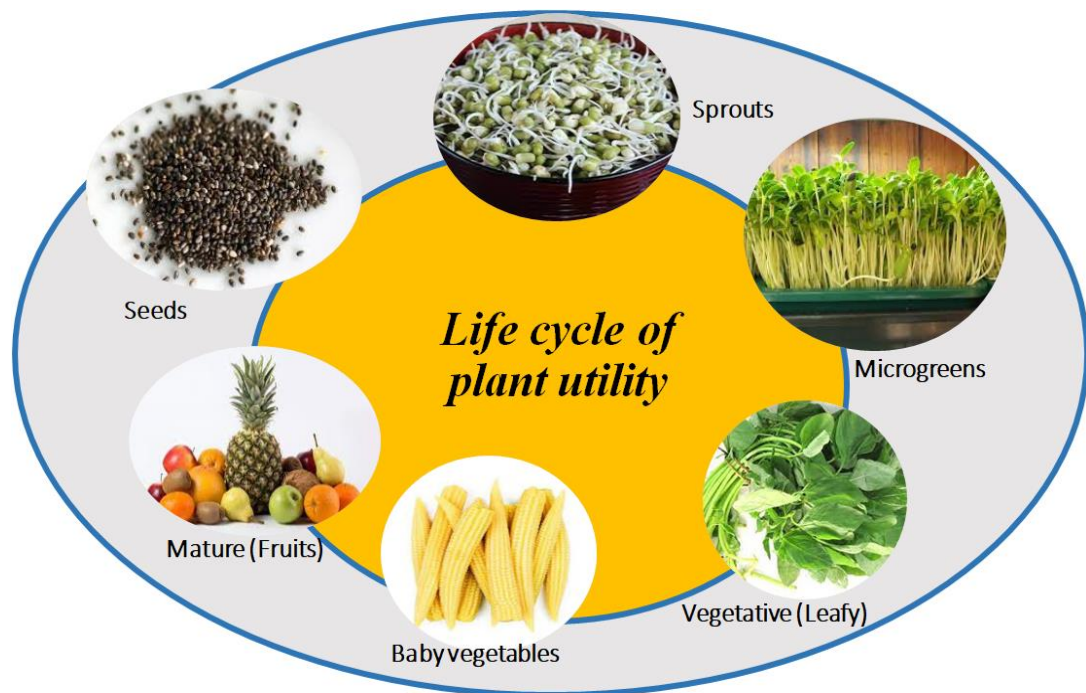 Sprouts
Seeds
Microgreens
Life cycle of
plant utility
Mature (Fruits)
Vegetative (Leafy)
Baby vegetables